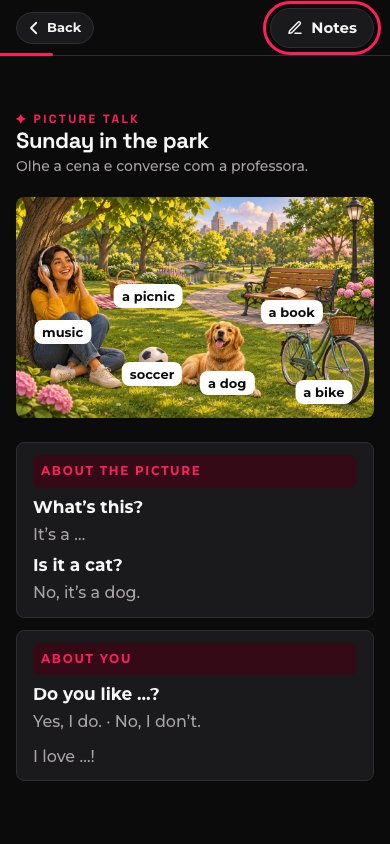 Back
Notes
PICTURE TALK
Sunday in the park
Olhe a cena e converse com a professora.
a picnic
a book
music
soccer
a dog
a bike
ABOUT THE PICTURE
What's this?
It's a ...
Is it a cat?
No, it's a dog.
ABOUT YOU
Do you like ...?
Yes, I do. · No, I don't.
I love ...!